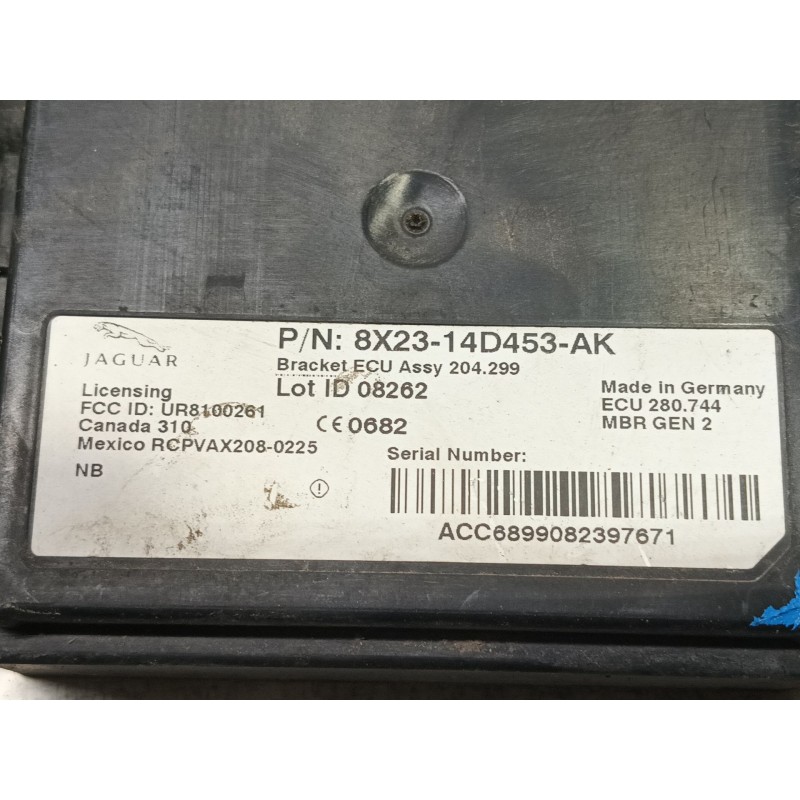 JAGUAR
P/N: 8X23-14D453-AK
Bracket ECU Assy 204.299
Lot ID 08262
Licensing
FCC ID: UR8100261
Canada 310
Mexico RCPVAX208-0225
NB
CE 0682
Made in Germany
ECU 280.744
MBR GEN 2
Serial Number:
ACC6899082397671